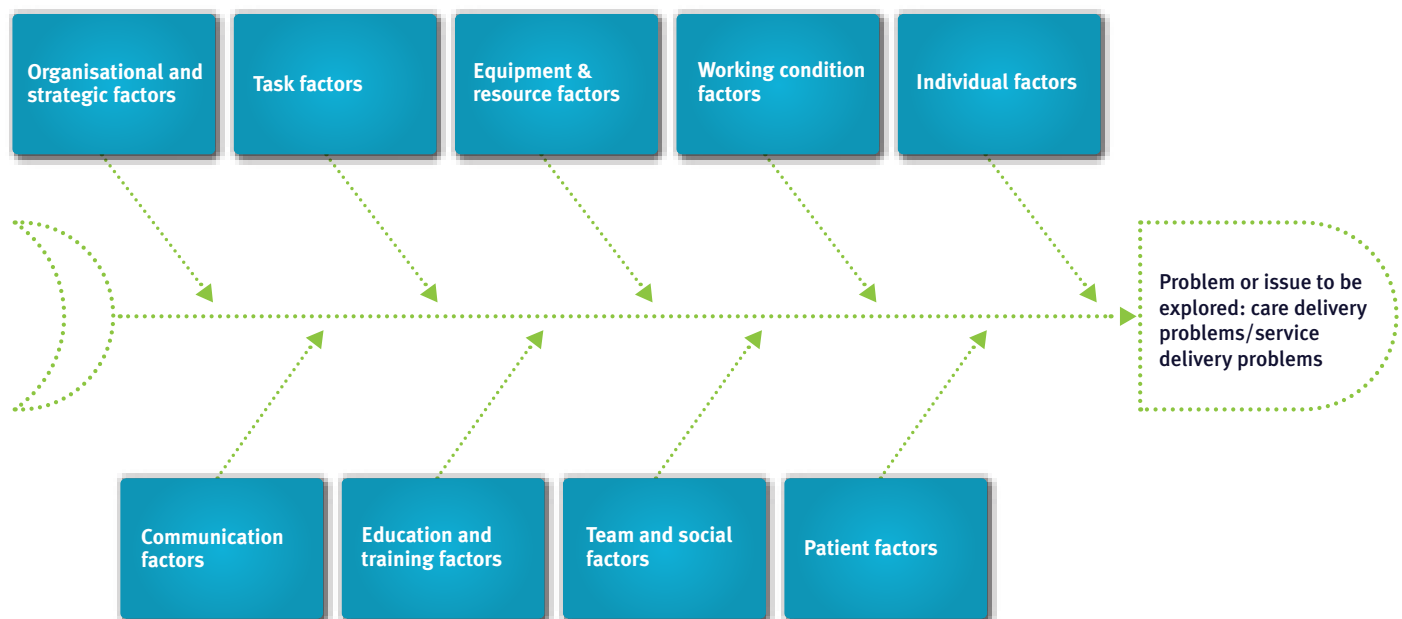 Organisational and
strategic factors
Task factors
Equipment &
resource factors
Working condition
factors
Individual factors
Problem or issue to be
explored: care delivery
problems/service
delivery problems
Communication
factors
Education and
training factors
Team and social
factors
Patient factors